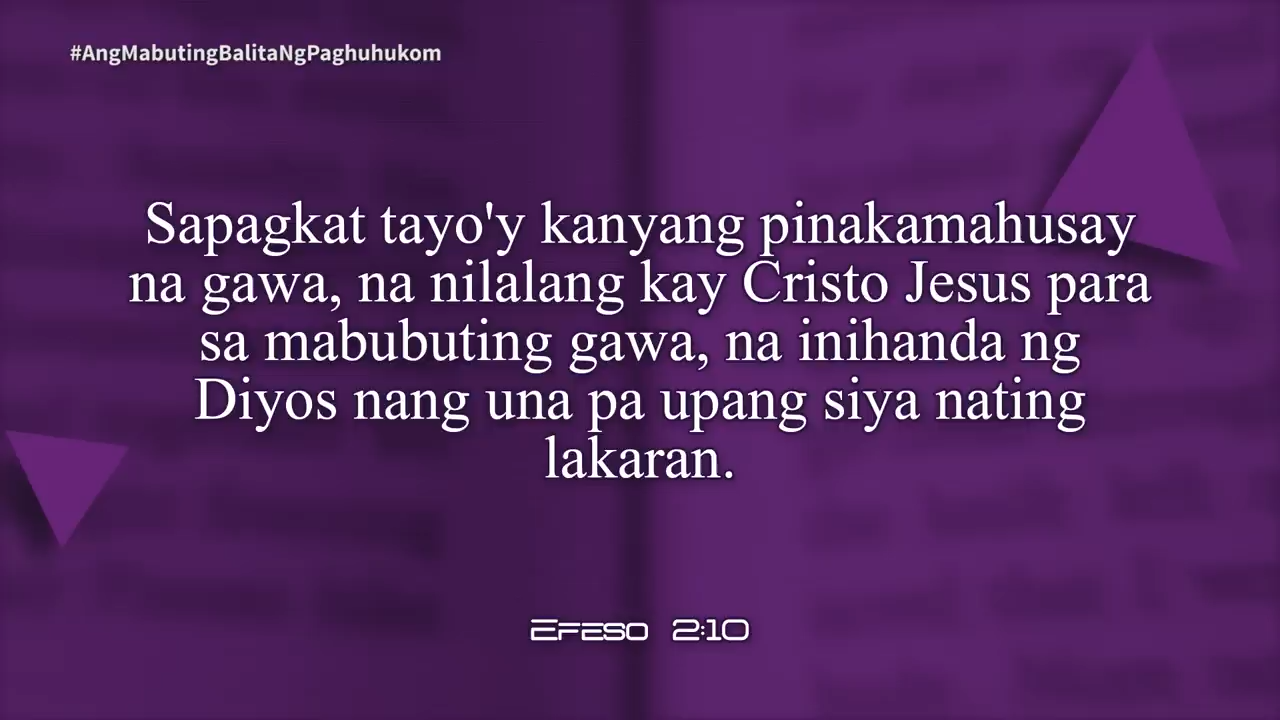 #AngMabutingBalitaNgPaghuhukom
Sapagkat tayo'y kanyang pinakamahusay
na gawa, na nilalang kay Cristo Jesus para
sa mabubuting gawa, na inihanda ng
Diyos nang una pa upang siya nating
lakaran.
Efeso 2:10